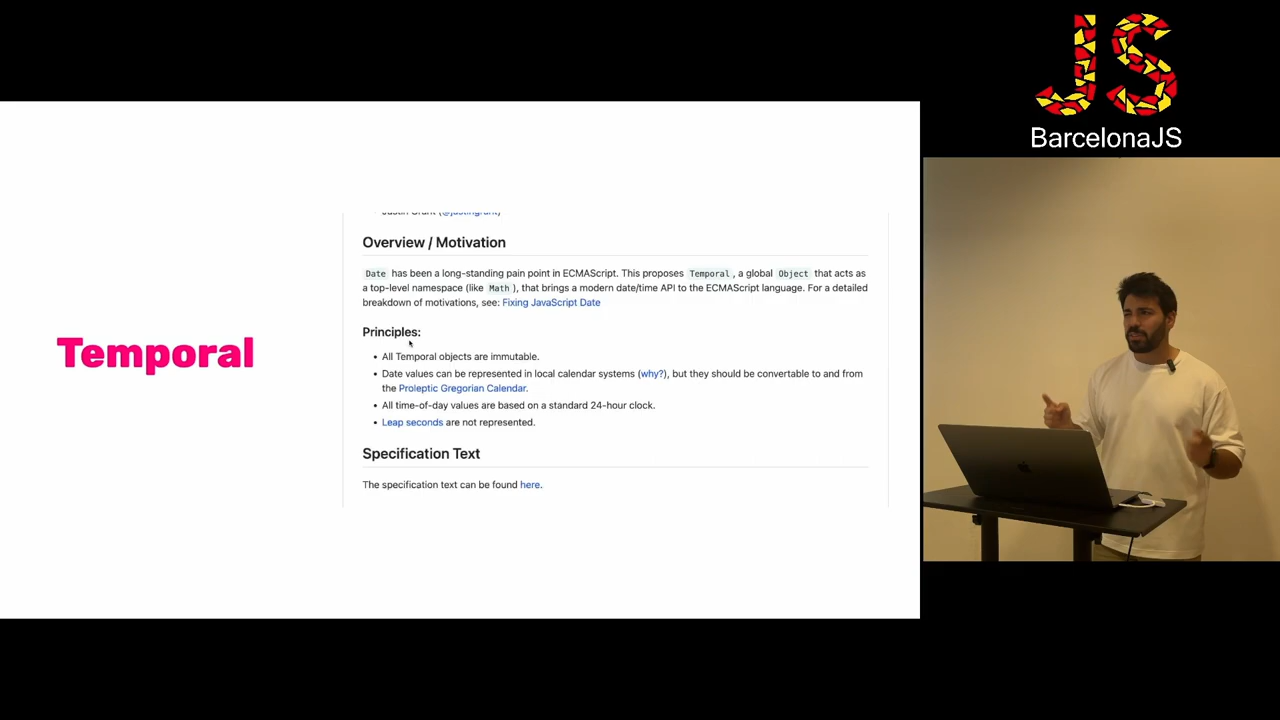 JS
BarcelonaJS
Temporal
Justin Grant (@justingrant)
Overview / Motivation
Date has been a long-standing pain point in ECMAScript. This proposes Temporal, a global Object that acts as
a top-level namespace (like Math), that brings a modern date/time API to the ECMAScript language. For a detailed
breakdown of motivations, see: Fixing JavaScript Date
Principles:
• All Temporal objects are immutable.
• Date values can be represented in local calendar systems (why?), but they should be convertable to and from
the Proleptic Gregorian Calendar.
• All time-of-day values are based on a standard 24-hour clock.
• Leap seconds are not represented.
Specification Text
The specification text can be found here.